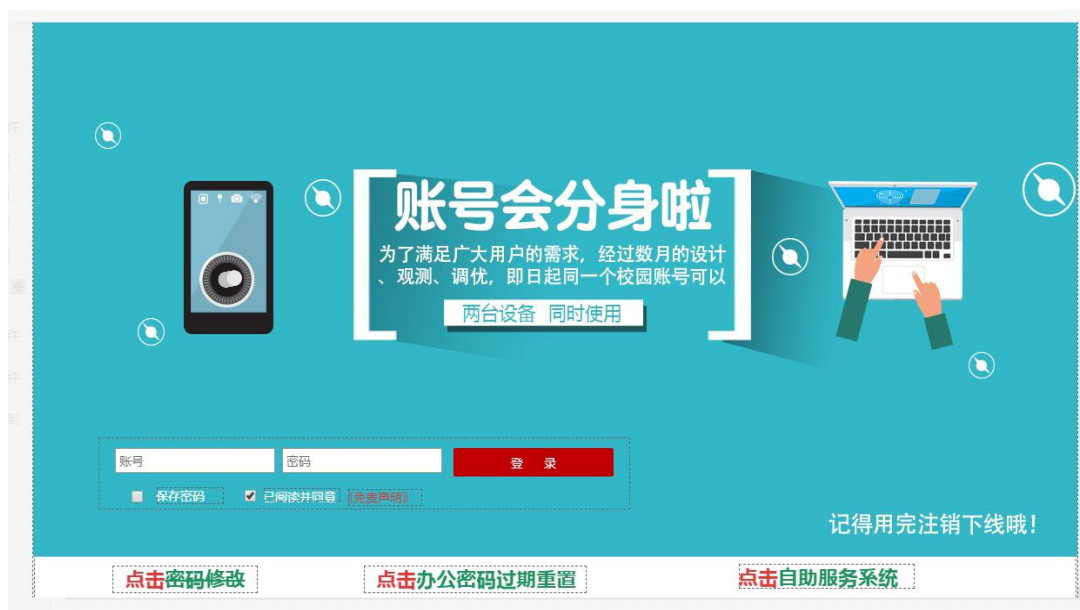 账号会分身啦
为了满足广大用户的需求，经过数月的设计
、观测、调优，即日起同一个校园账号可以
两台设备 同时使用
账号 密码 登 录
保存密码 已阅读并同意 《免责声明》
记得用完注销下线哦！
点击密码修改 点击办公密码过期重置 点击自助服务系统